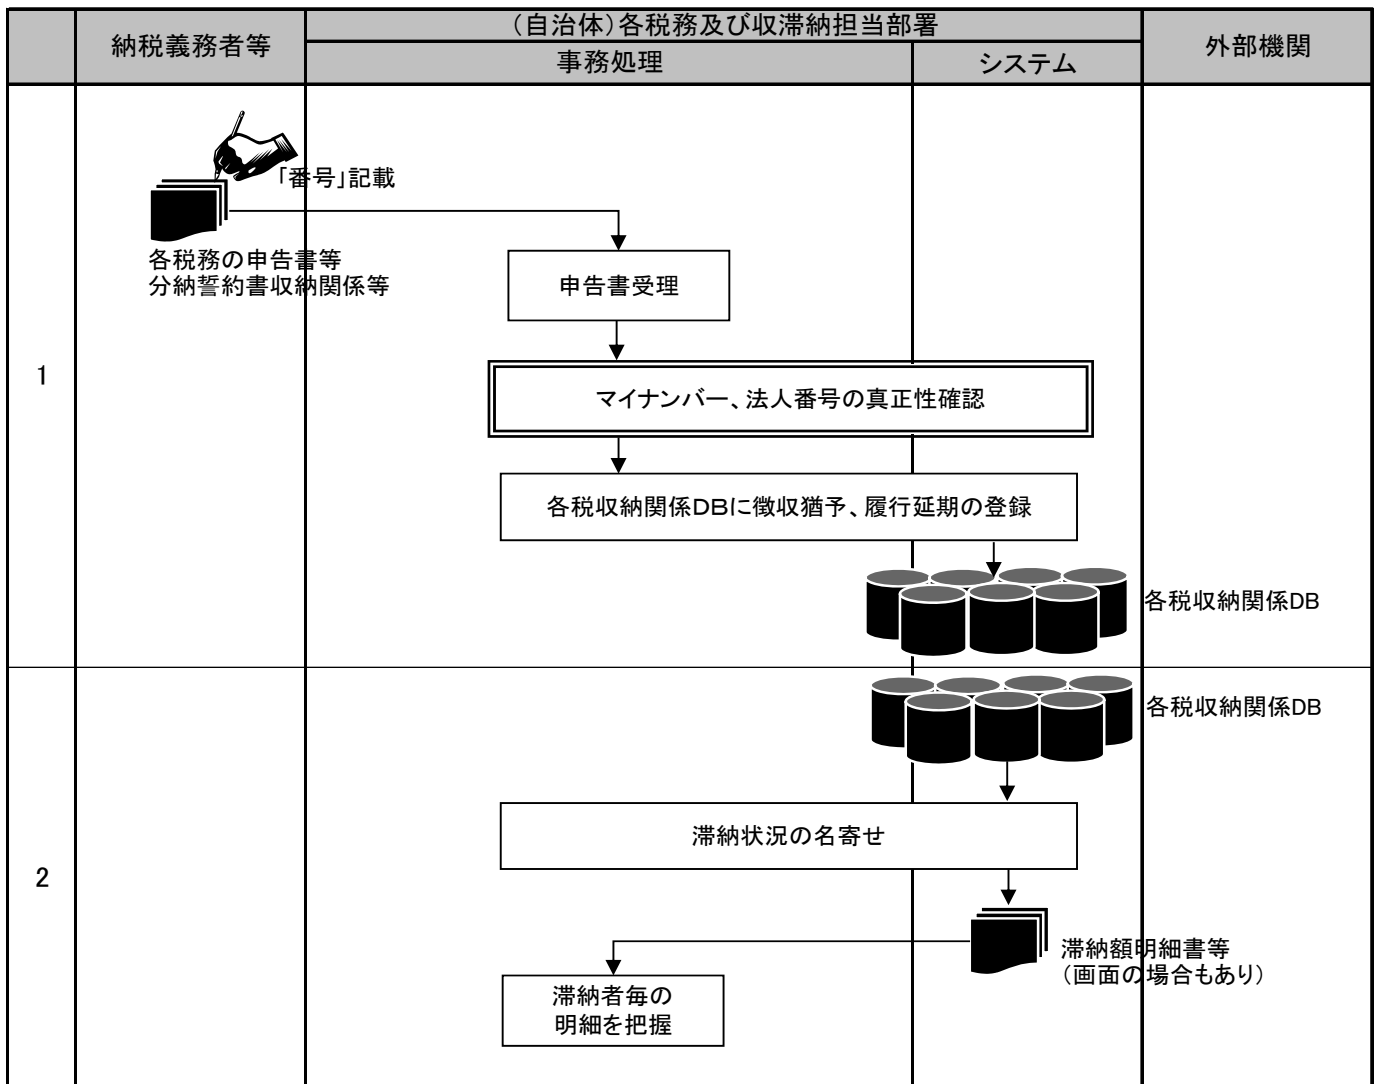 納税義務者等
（自治体）各税務及び収滞納担当部署
外部機関
事務処理
システム
1
「番号」記載
各税務の申告書等
分納誓約書収納関係等
申告書受理
マイナンバー、法人番号の真正性確認
各税収納関係ＤＢに徴収猶予、履行延期の登録
各税収納関係DB
2
各税収納関係DB
滞納状況の名寄せ
滞納額明細書等
（画面の場合もあり）
滞納者毎の
明細を把握